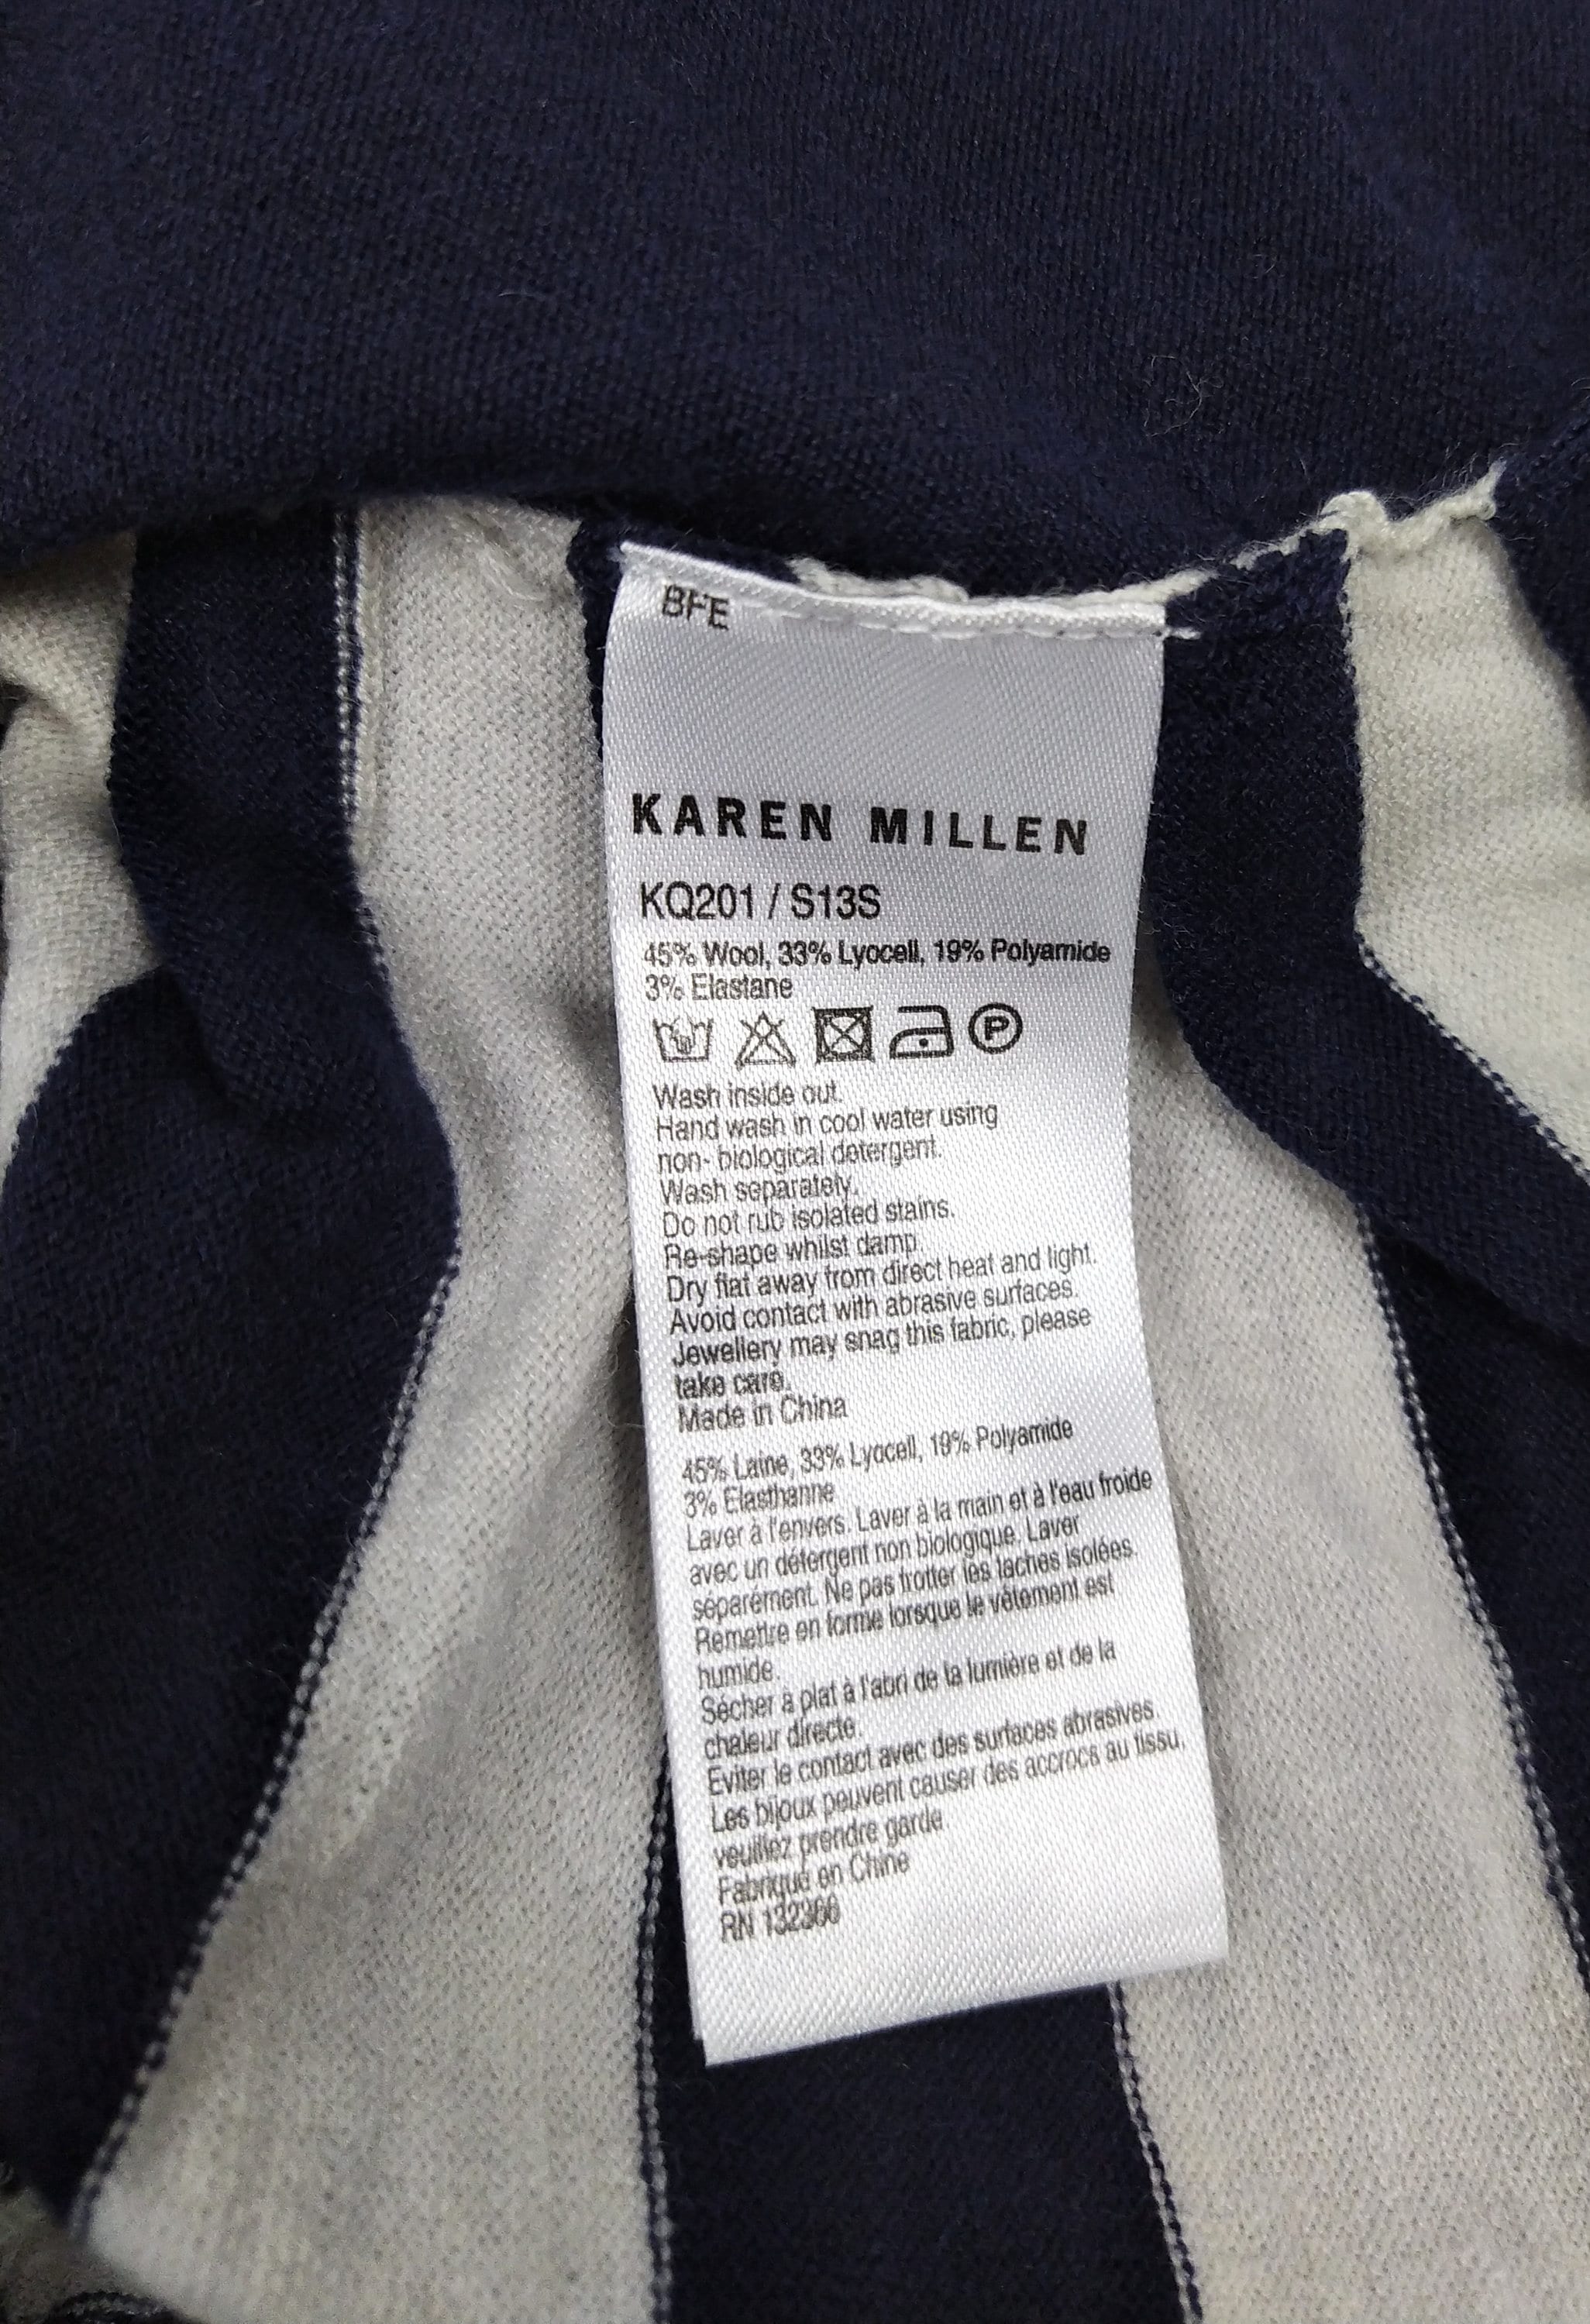 BFE
KAREN MILLEN
KQ201 / S13S
45% Wool, 33% Lyocell, 19% Polyamide
3% Elastane
P
Wash inside out.
Hand wash in cool water using
non- biological detergent.
Wash separately.
Do not rub isolated stains.
Re-shape whilst damp.
Dry flat away from direct heat and light.
Avoid contact with abrasive surfaces.
Jewellery may snag this fabric, please
take care.
Made in China
45% Laine, 33% Lyocell, 19% Polyamide
3% Elasthanne
Laver à l'envers. Laver à la main et à l'eau froide
avec un détergent non biologique. Laver
séparément. Ne pas frotter les taches isolées.
Remettre en forme lorsque le vêtement est
humide.
Sécher à plat à l'abri de la lumière et de la
chaleur directe.
Eviter le contact avec des surfaces abrasives.
Les bijoux peuvent causer des accrocs au tissu,
veuillez prendre garde.
Fabriqué en Chine
RN 132366